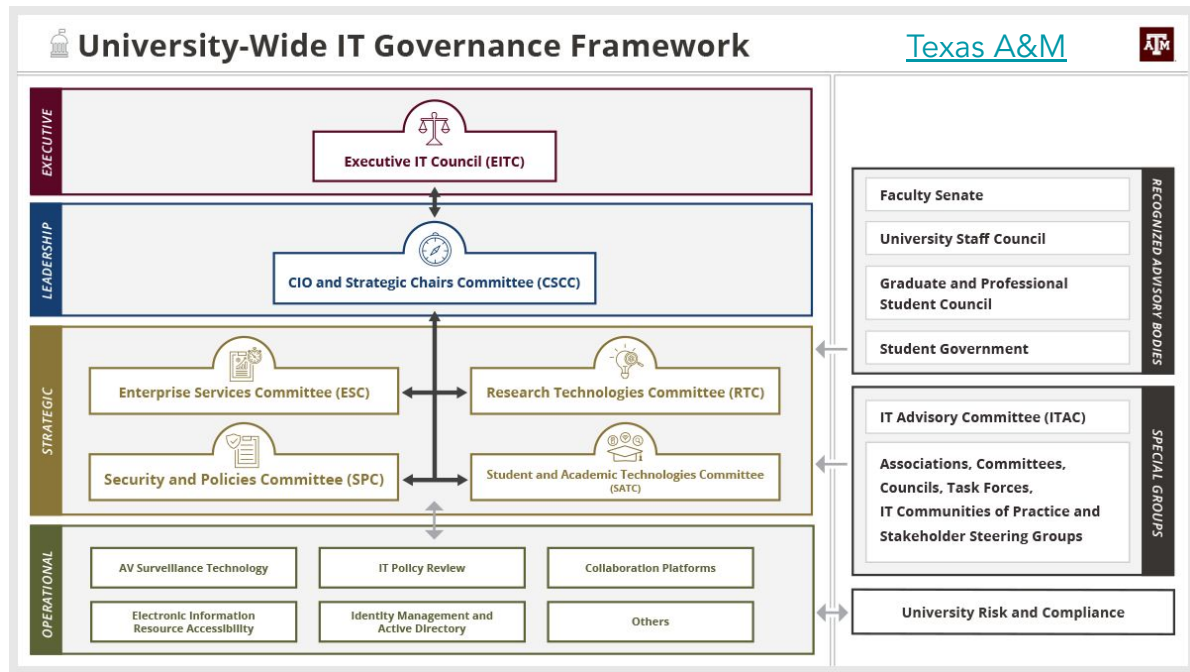 University-Wide IT Governance Framework
Texas A&M
ATM
EXECUTIVE
Executive IT Council (EITC)
LEADERSHIP
CIO and Strategic Chairs Committee (CSCC)
STRATEGIC
Enterprise Services Committee (ESC)
Research Technologies Committee (RTC)
Security and Policies Committee (SPC)
Student and Academic Technologies Committee
(SATC)
OPERATIONAL
AV Surveillance Technology
IT Policy Review
Collaboration Platforms
Electronic Information
Resource Accessibility
Identity Management and
Active Directory
Others
RECOGNIZED ADVISORY BODIES
Faculty Senate
University Staff Council
Graduate and Professional
Student Council
Student Government
SPECIAL GROUPS
IT Advisory Committee (ITAC)
Associations, Committees,
Councils, Task Forces,
IT Communities of Practice and
Stakeholder Steering Groups
University Risk and Compliance